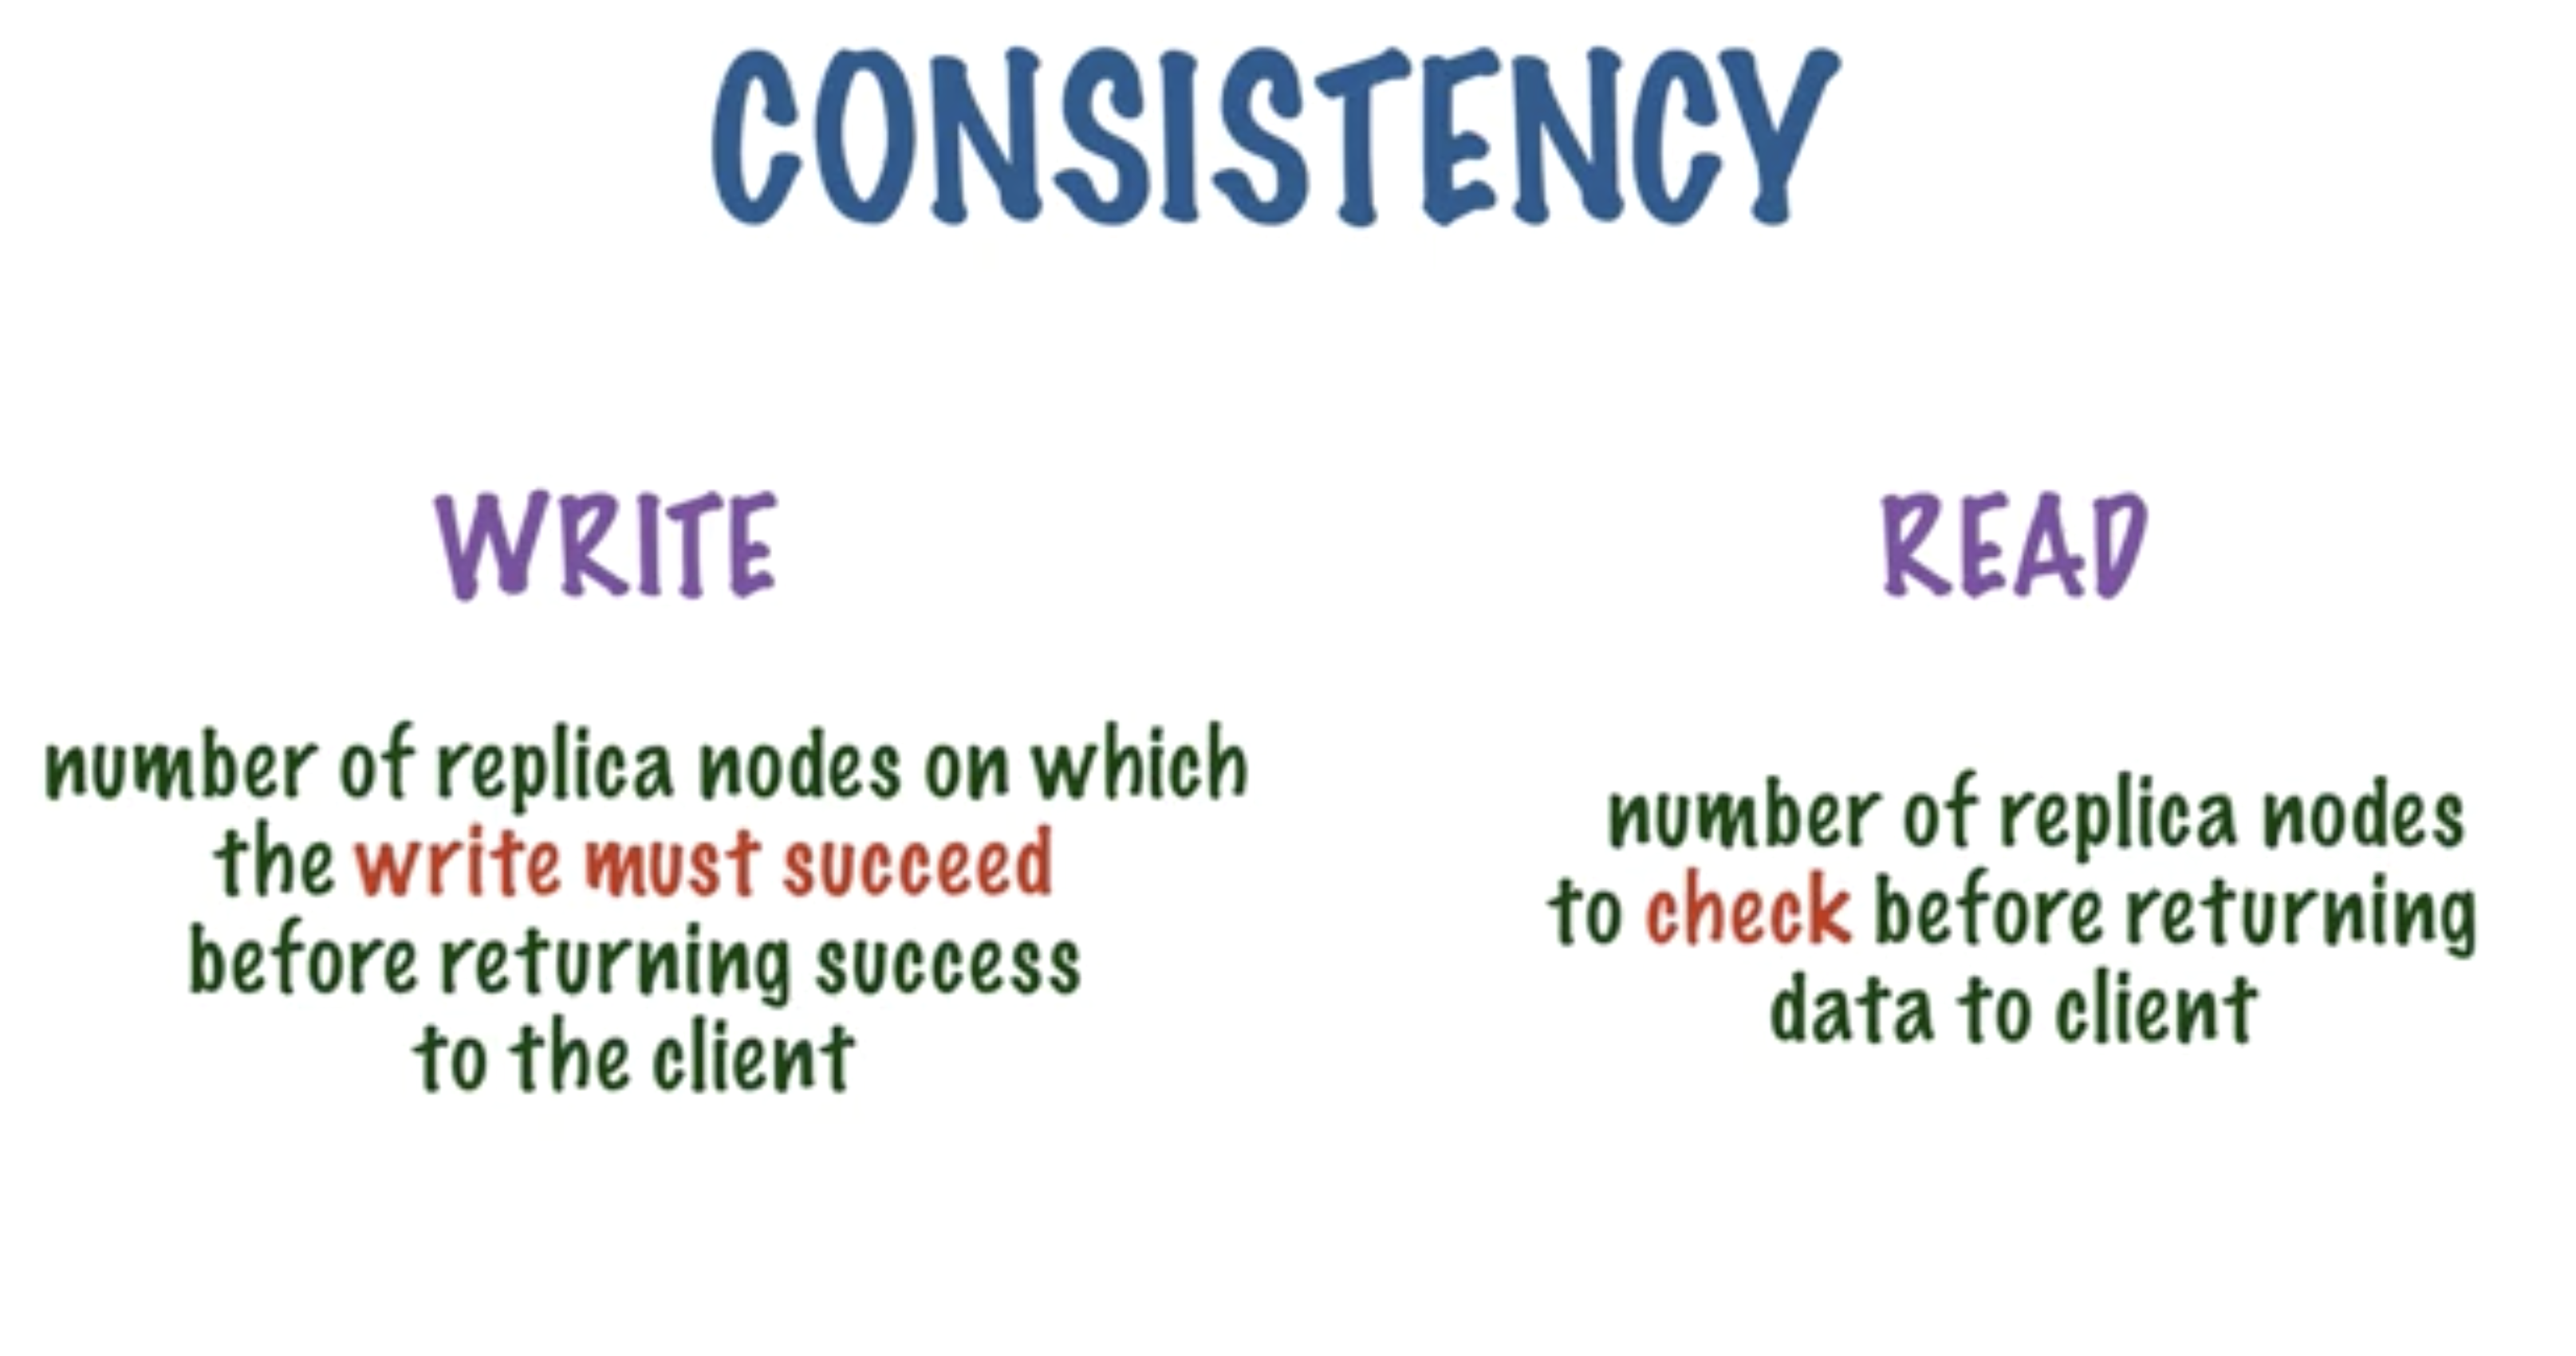 CONSISTENCY
WRITE
number of replica nodes on which
the write must succeed
before returning success
to the client
READ
number of replica nodes
to check before returning
data to client